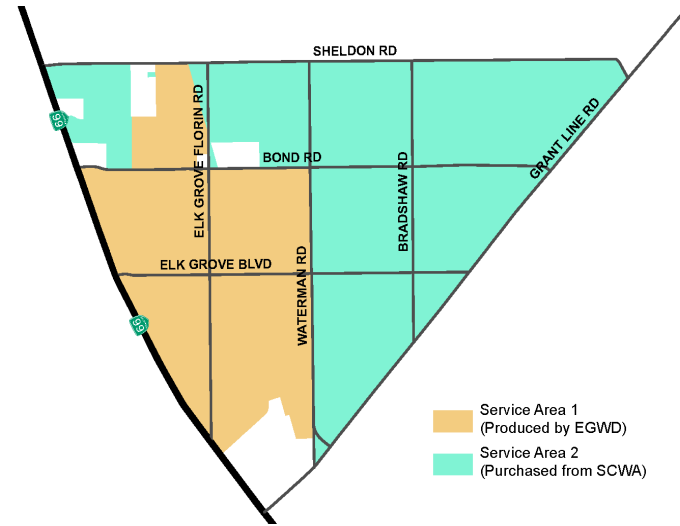 SHELDON RD
99
ELK GROVE FLORIN RD
GRANT LINE RD
BOND RD
BRADSHAW RD
ELK GROVE BLVD
WATERMAN RD
99
Service Area 1
(Produced by EGWD)
Service Area 2
(Purchased from SCWA)